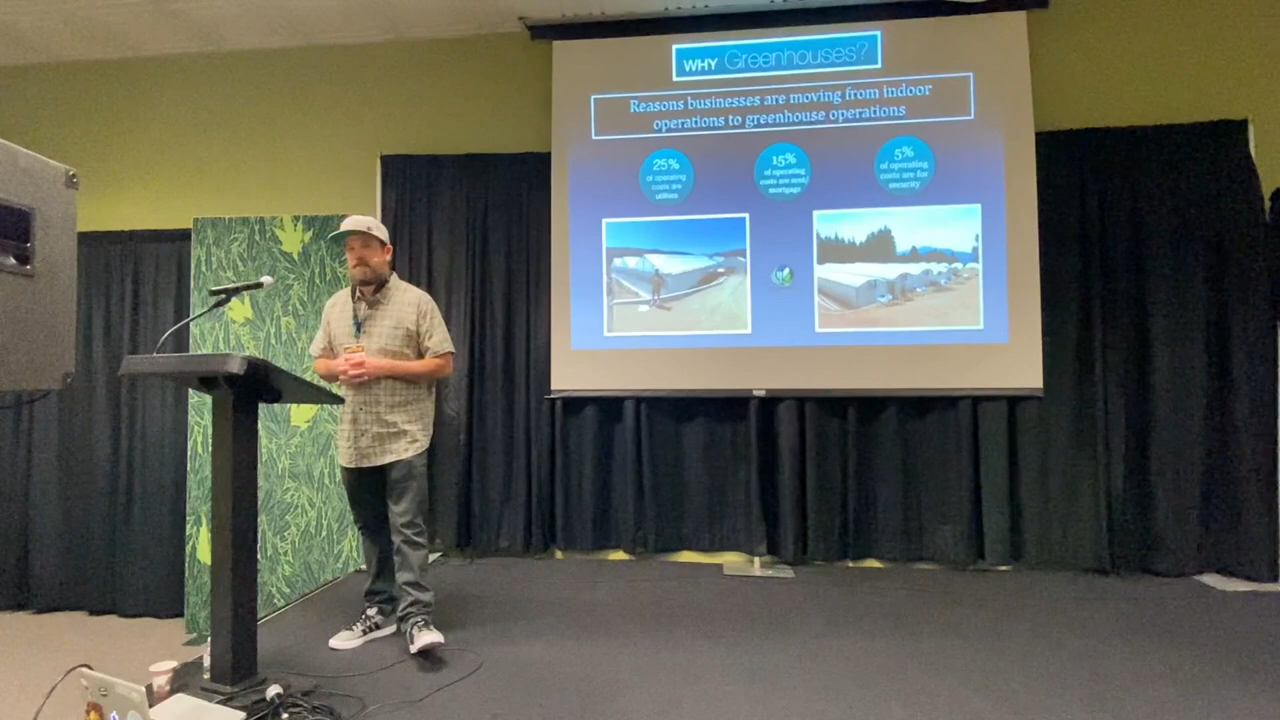 WHY Greenhouses?
Reasons businesses are moving from indoor
operations to greenhouse operations
25%
of operating
costs are
utilities
15%
of operating
costs are rent/
mortgage
5%
of operating
costs are for
security